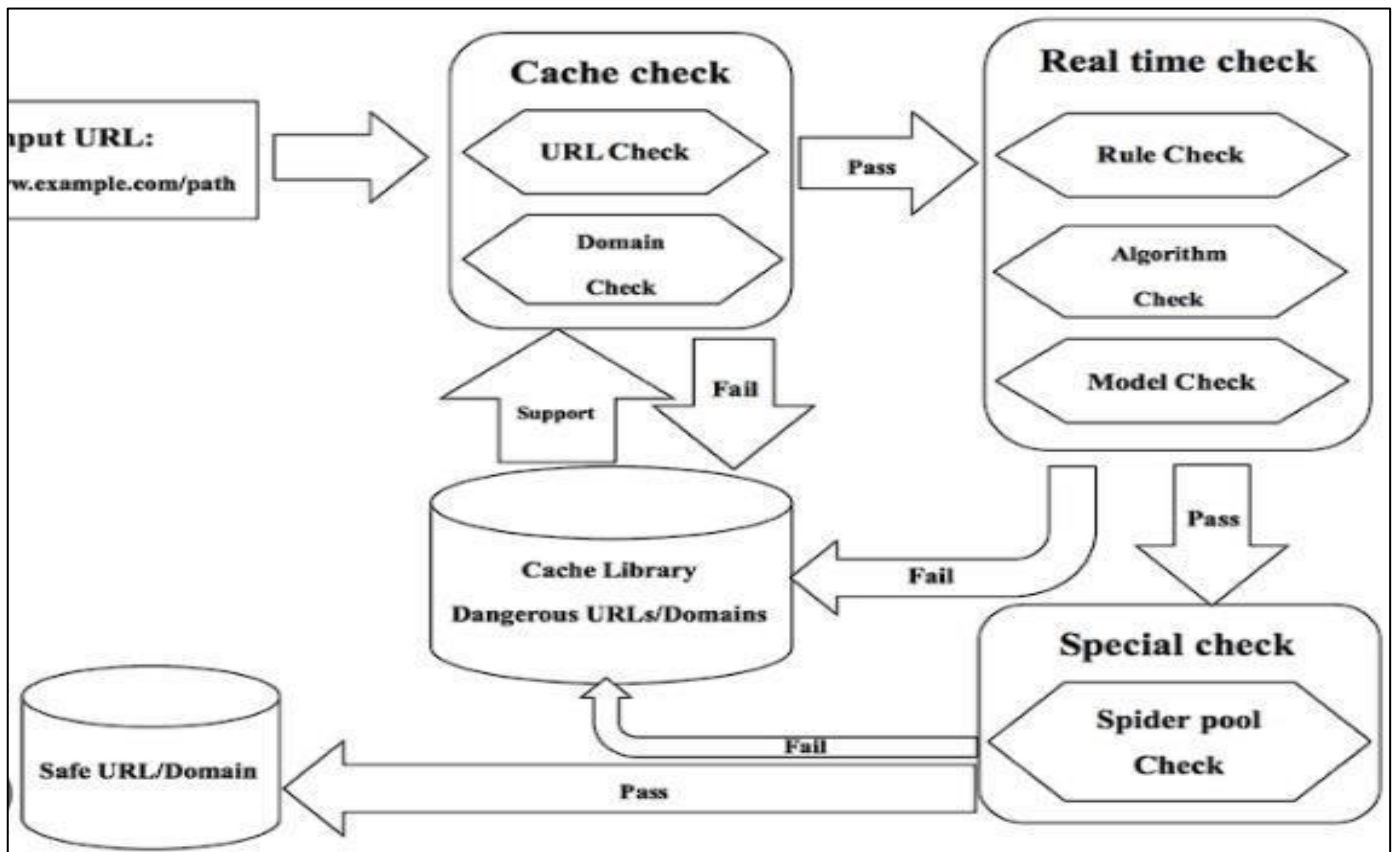 nput URL:
w.example.com/path
Cache check
URL Check
Domain
Check
Pass
Real time check
Rule Check
Algorithm
Check
Model Check
Support
Fail
Pass
Fail
Cache Library
Dangerous URLs/Domains
Special check
Spider pool
Check
Fail
Pass
Safe URL/Domain